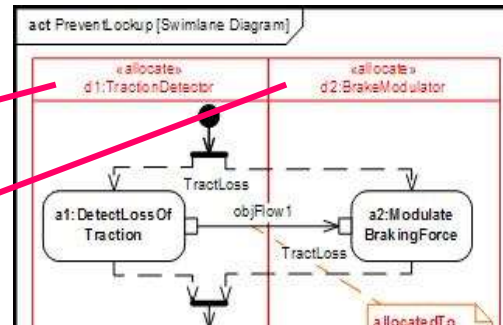 act PreventLockup [Swimlane Diagram]
«allocate»
d1:TractionDetector
«allocate»
d2:BrakeModulator
TractLoss
a1:DetectLossOf
Traction
objFlow1
a2:Modulate
BrakingForce
TractLoss
allocatedTo